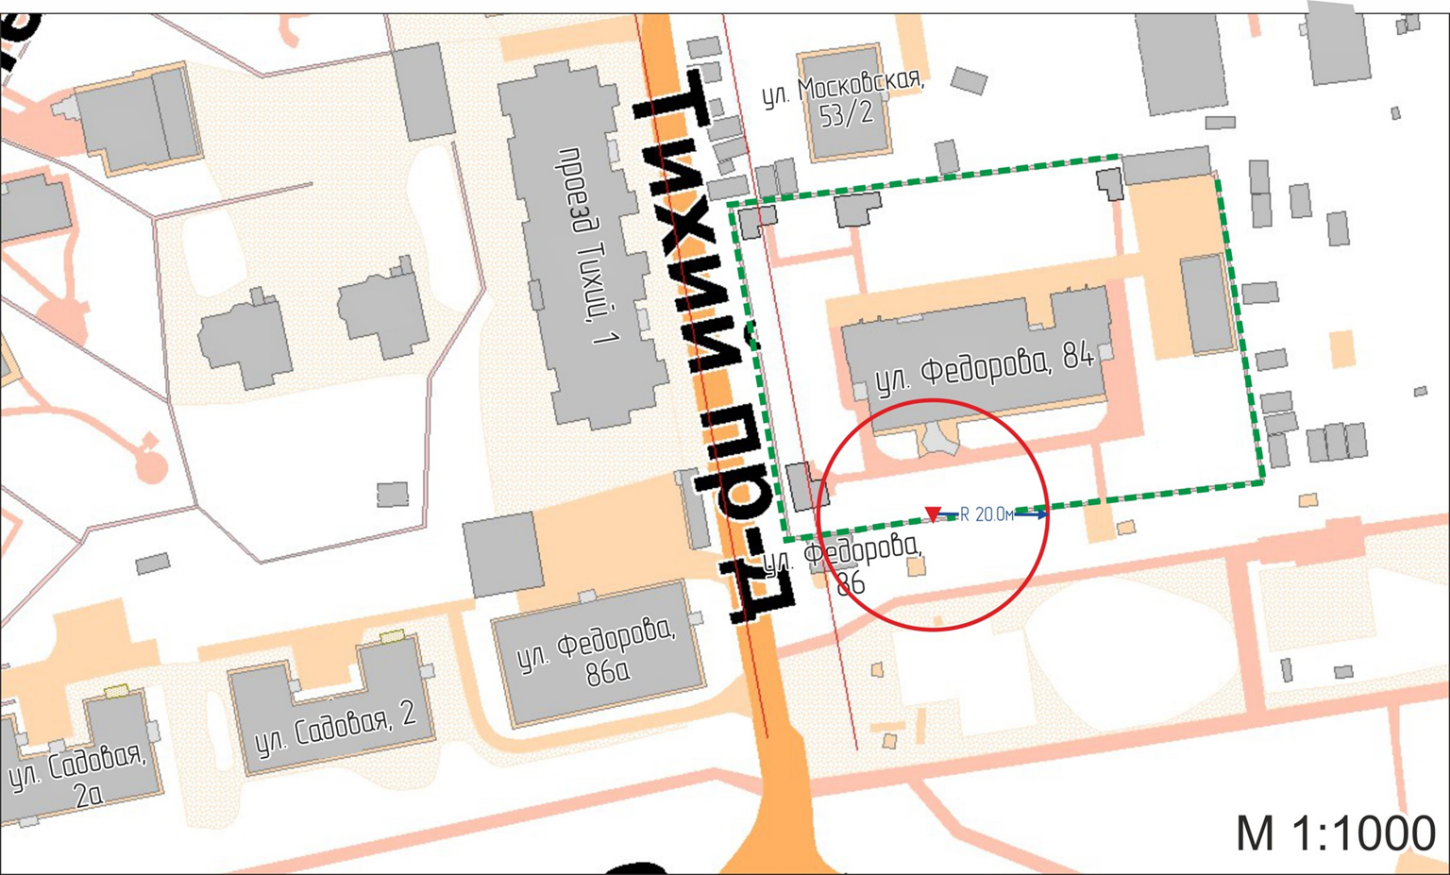 ул. Московская,
53/2
проезд Тихий, 1
Тихий пр-д
ул. Федорова, 84
R 20.0м
ул. Федорова,
86
ул. Федорова,
86а
ул. Садовая, 2
ул. Садовая,
2а
М 1:1000